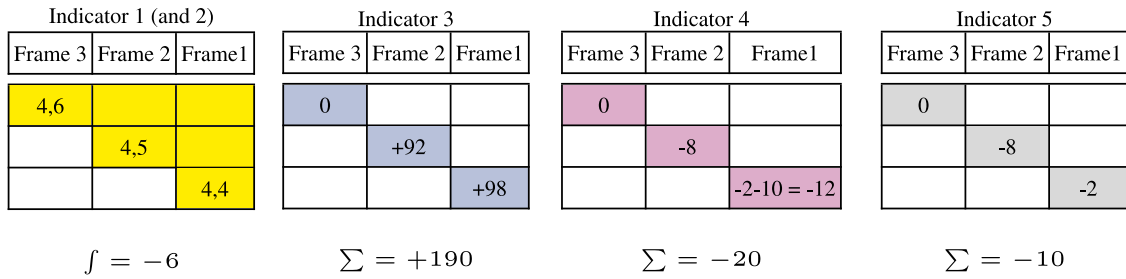 Indicator 1 (and 2) Indicator 3 Indicator 4 Indicator 5
Frame 3 Frame 2 Frame1 Frame 3 Frame 2 Frame1 Frame 3 Frame 2 Frame1 Frame 3 Frame 2 Frame1
4,6 0 0 0
4,5 +92 -8 -8
4,4 +98 -2-10 = -12 -2
∫ = −6 ∑ = +190 ∑ = −20 ∑ = −10